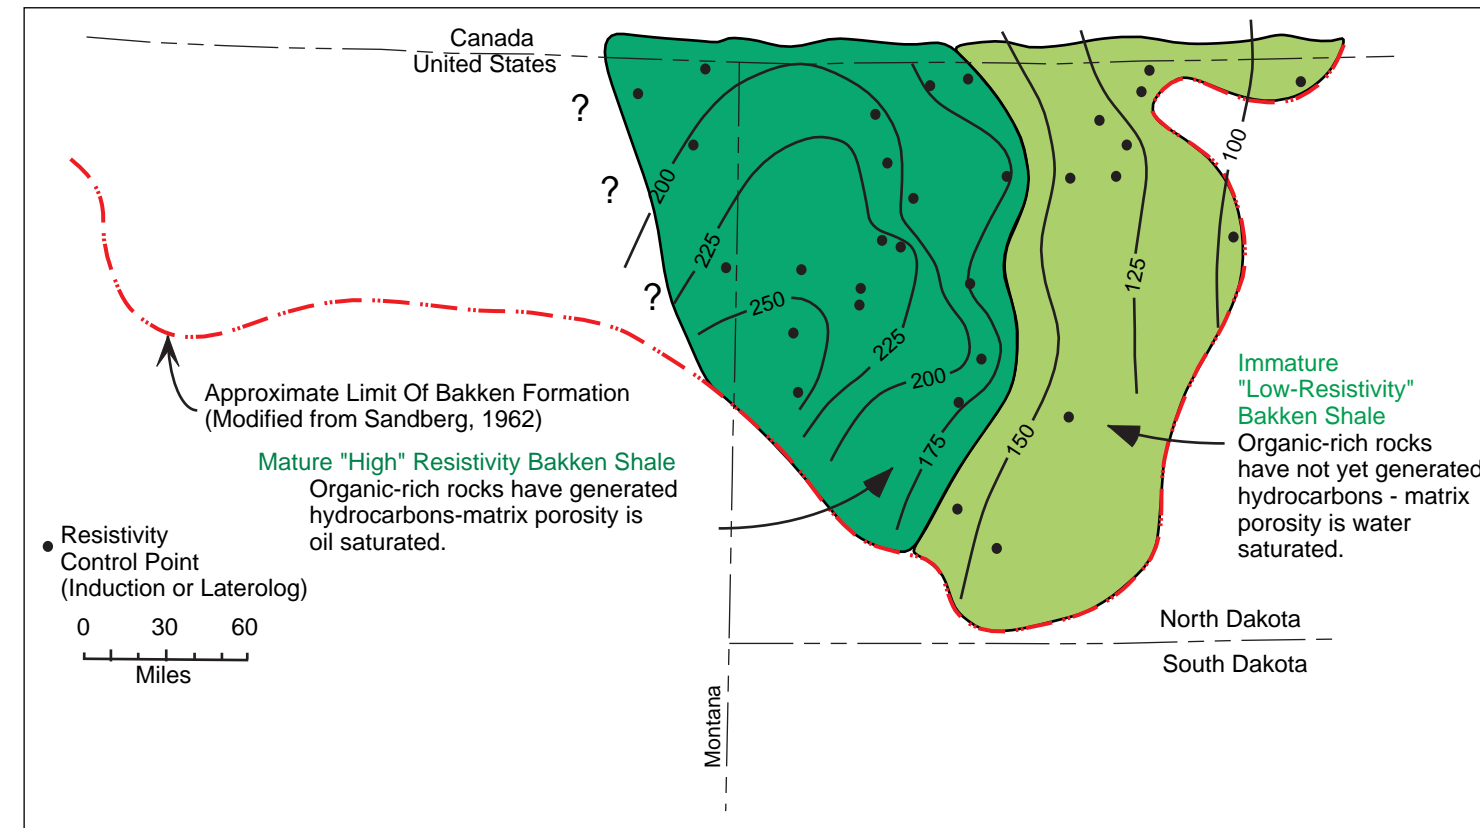 Canada
United States
?
?
?
200
225
250
225
200
175
150
125
100
Approximate Limit Of Bakken Formation
(Modified from Sandberg, 1962)
Mature "High" Resistivity Bakken Shale
Organic-rich rocks have generated
hydrocarbons-matrix porosity is
oil saturated.
Immature
"Low-Resistivity"
Bakken Shale
Organic-rich rocks
have not yet generated
hydrocarbons - matrix
porosity is water
saturated.
Resistivity
Control Point
(Induction or Laterolog)
0 30 60
Miles
North Dakota
South Dakota
Montana